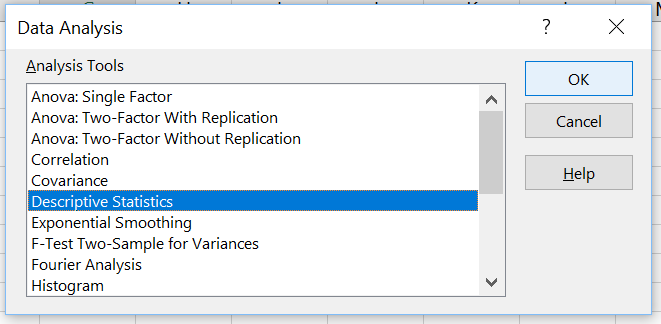 Data Analysis
?
Analysis Tools
Anova: Single Factor
Anova: Two-Factor With Replication
Anova: Two-Factor Without Replication
Correlation
Covariance
Descriptive Statistics
Exponential Smoothing
F-Test Two-Sample for Variances
Fourier Analysis
Histogram
OK
Cancel
Help